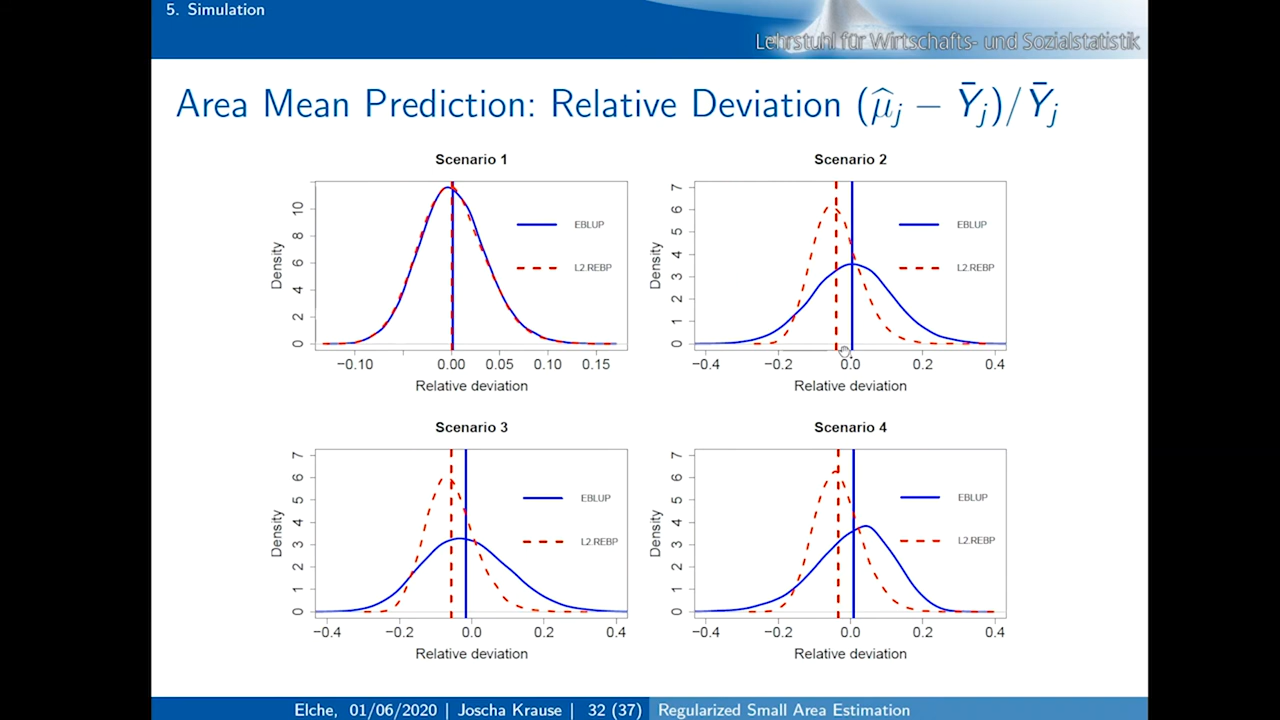 5. Simulation
Lehrstuhl für Wirtschafts- und Sozialstatistik
Area Mean Prediction: Relative Deviation (μ̂ⱼ − Ȳⱼ)/Ȳⱼ
Scenario 1
Density
0 2 4 6 8 10
EBLUP
L2.REBP
−0.10 0.00 0.05 0.10 0.15
Relative deviation
Scenario 2
Density
0 1 2 3 4 5 6 7
EBLUP
L2.REBP
−0.4 −0.2 0.0 0.2 0.4
Relative deviation
Scenario 3
Density
0 1 2 3 4 5 6 7
EBLUP
L2.REBP
−0.4 −0.2 0.0 0.2 0.4
Relative deviation
Scenario 4
Density
0 1 2 3 4 5 6 7
EBLUP
L2.REBP
−0.4 −0.2 0.0 0.2 0.4
Relative deviation
Elche, 01/06/2020 | Joscha Krause | 32 (37) Regularized Small Area Estimation